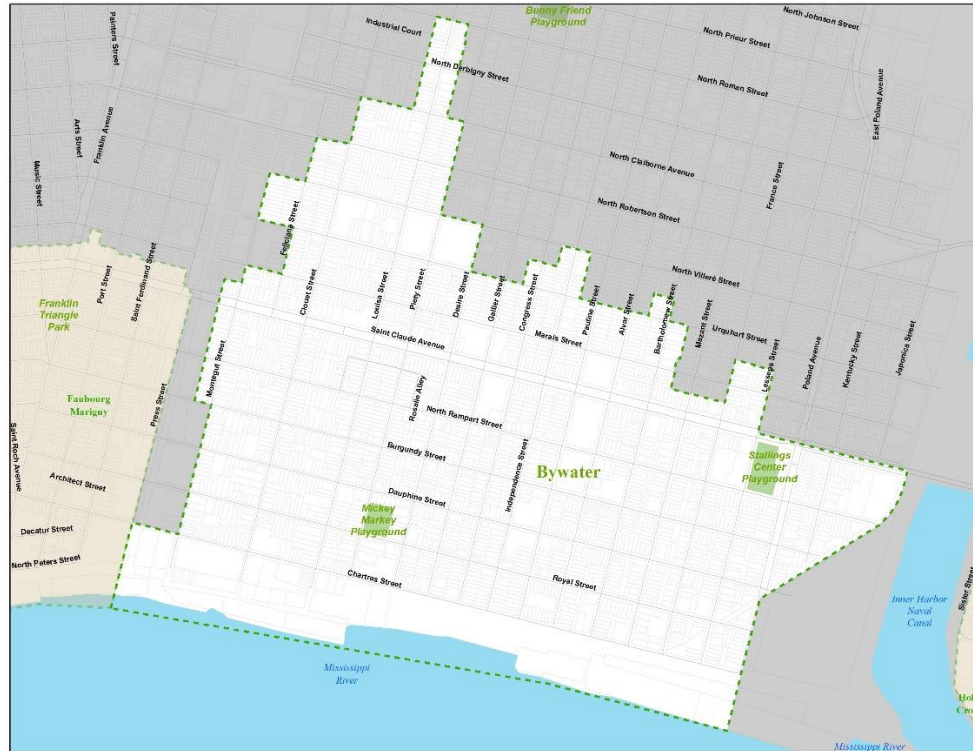 Bunny Friend
Playground
Painters Street
Industrial Court
North Johnson Street
North Prieur Street
North Derbigny Street
North Roman Street
East Poland Avenue
Arts Street
Franklin Avenue
Music Street
North Claiborne Avenue
France Street
North Robertson Street
Feliciana Street
North Villeré Street
Port Street
Saint Ferdinand Street
Clouet Street
Louisa Street
Piety Street
Desire Street
Gallier Street
Congress Street
Pauline Street
Alvar Street
Bartholomew Street
Mazant Street
Urquhart Street
Marais Street
Lesseps Street
Poland Avenue
Kentucky Street
Japonica Street
Franklin
Triangle
Park
Saint Claude Avenue
Montegut Street
Rosalie Alley
Faubourg
Marigny
Press Street
North Rampart Street
Burgundy Street
Independence Street
Bywater
Stallings
Center
Playground
Saint Roch Avenue
Architect Street
Dauphine Street
Mickey
Markey
Playground
Decatur Street
North Peters Street
Chartres Street
Royal Street
Inner Harbor
Naval
Canal
Sister Street
Mississippi
River
Hol
Cro
Mississippi River